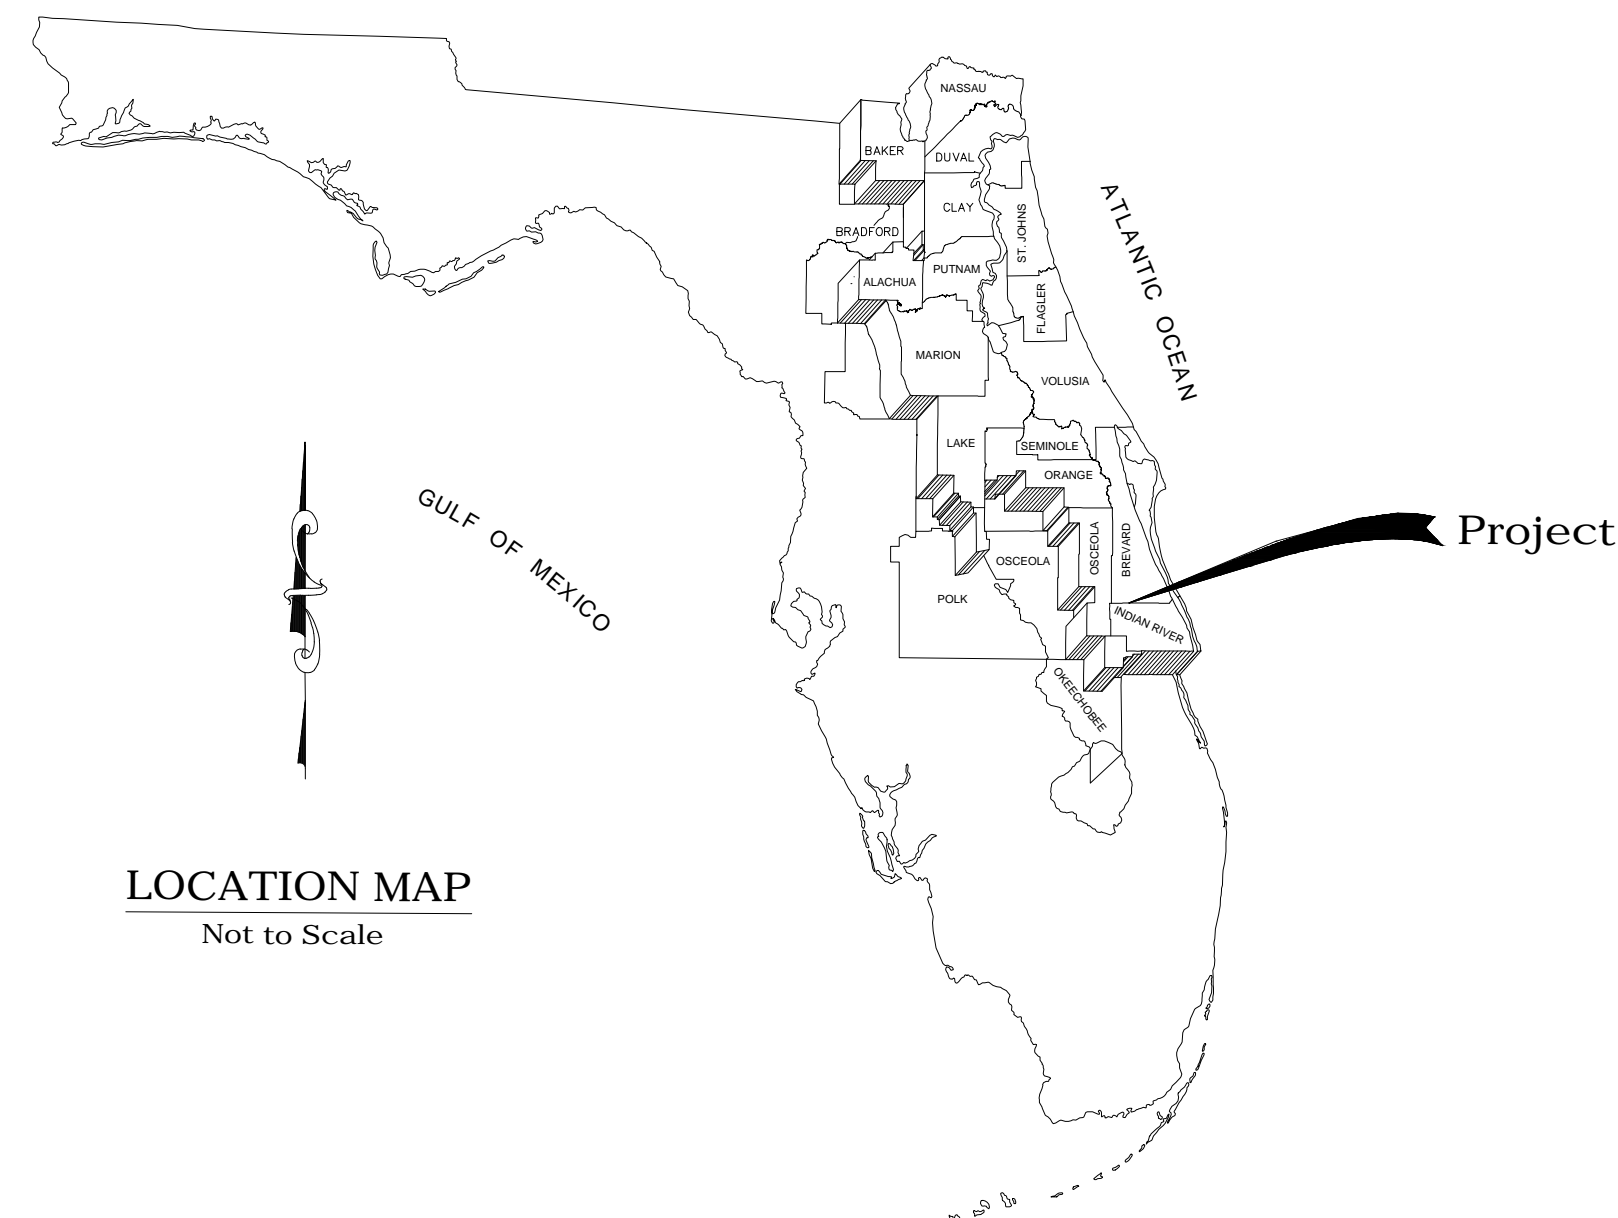 NASSAU
BAKER
DUVAL
CLAY
ST. JOHNS
BRADFORD
PUTNAM
ALACHUA
FLAGLER
ATLANTIC OCEAN
MARION
VOLUSIA
LAKE
SEMINOLE
ORANGE
GULF OF MEXICO
Project
OSCEOLA
BREVARD
OSCEOLA
POLK
INDIAN RIVER
OKEECHOBEE
LOCATION MAP
Not to Scale